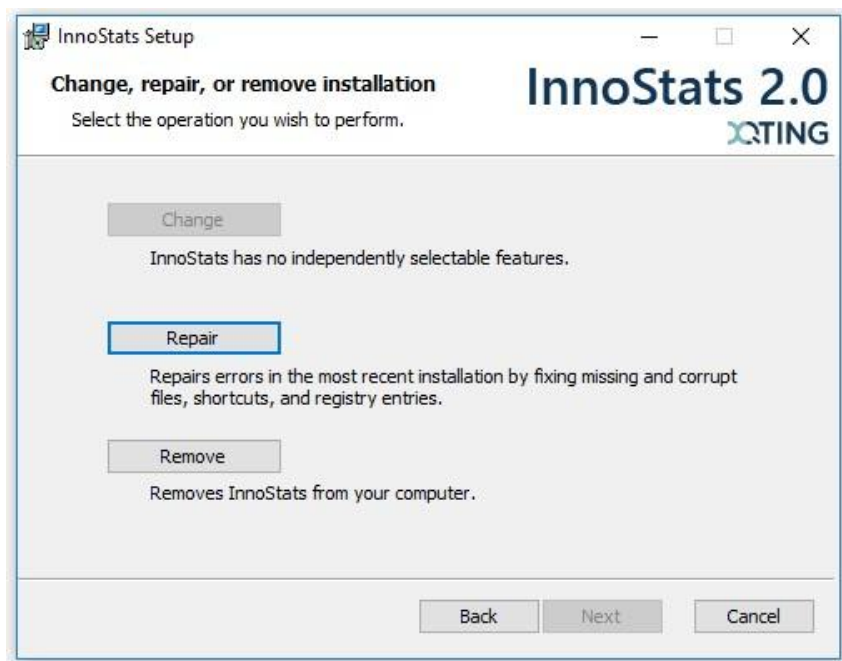 InnoStats Setup
Change, repair, or remove installation
Select the operation you wish to perform.
InnoStats 2.0
XQTING
Change
InnoStats has no independently selectable features.
Repair
Repairs errors in the most recent installation by fixing missing and corrupt
files, shortcuts, and registry entries.
Remove
Removes InnoStats from your computer.
Back
Next
Cancel